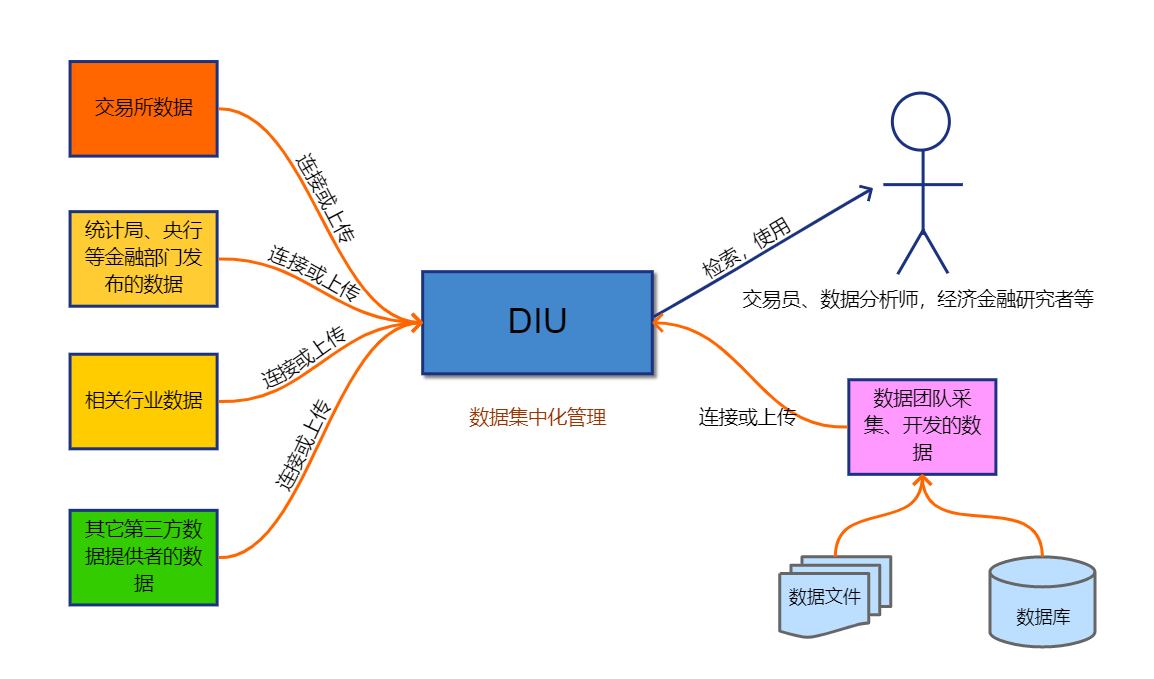 交易所数据
连接或上传
统计局、央行
等金融部门发
布的数据
连接或上传
检索，使用
交易员、数据分析师，经济金融研究者等
DIU
连接或上传
相关行业数据
数据集中化管理
连接或上传
数据团队采
集、开发的数
据
连接或上传
其它第三方数
据提供者的数
据
数据文件
数据库